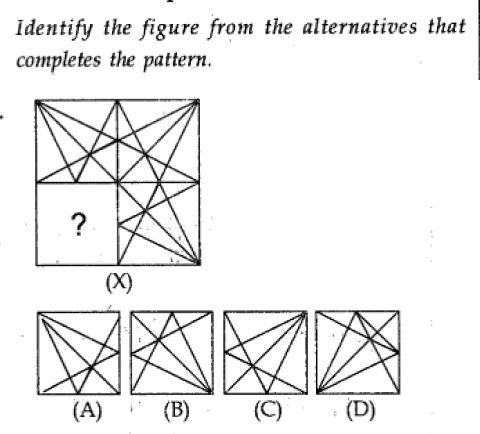 Identify the figure from the alternatives that
completes the pattern.
?
(X)
(A) (B) (C) (D)